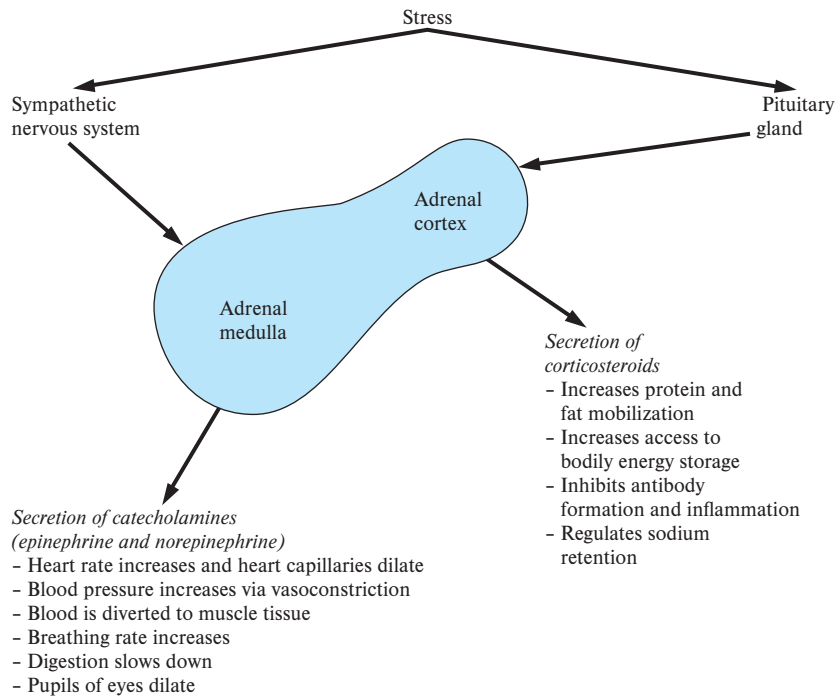 Stress
Sympathetic
nervous system
Pituitary
gland
Adrenal
cortex
Adrenal
medulla
Secretion of
corticosteroids
– Increases protein and
fat mobilization
– Increases access to
bodily energy storage
– Inhibits antibody
formation and inflammation
– Regulates sodium
retention
Secretion of catecholamines
(epinephrine and norepinephrine)
– Heart rate increases and heart capillaries dilate
– Blood pressure increases via vasoconstriction
– Blood is diverted to muscle tissue
– Breathing rate increases
– Digestion slows down
– Pupils of eyes dilate